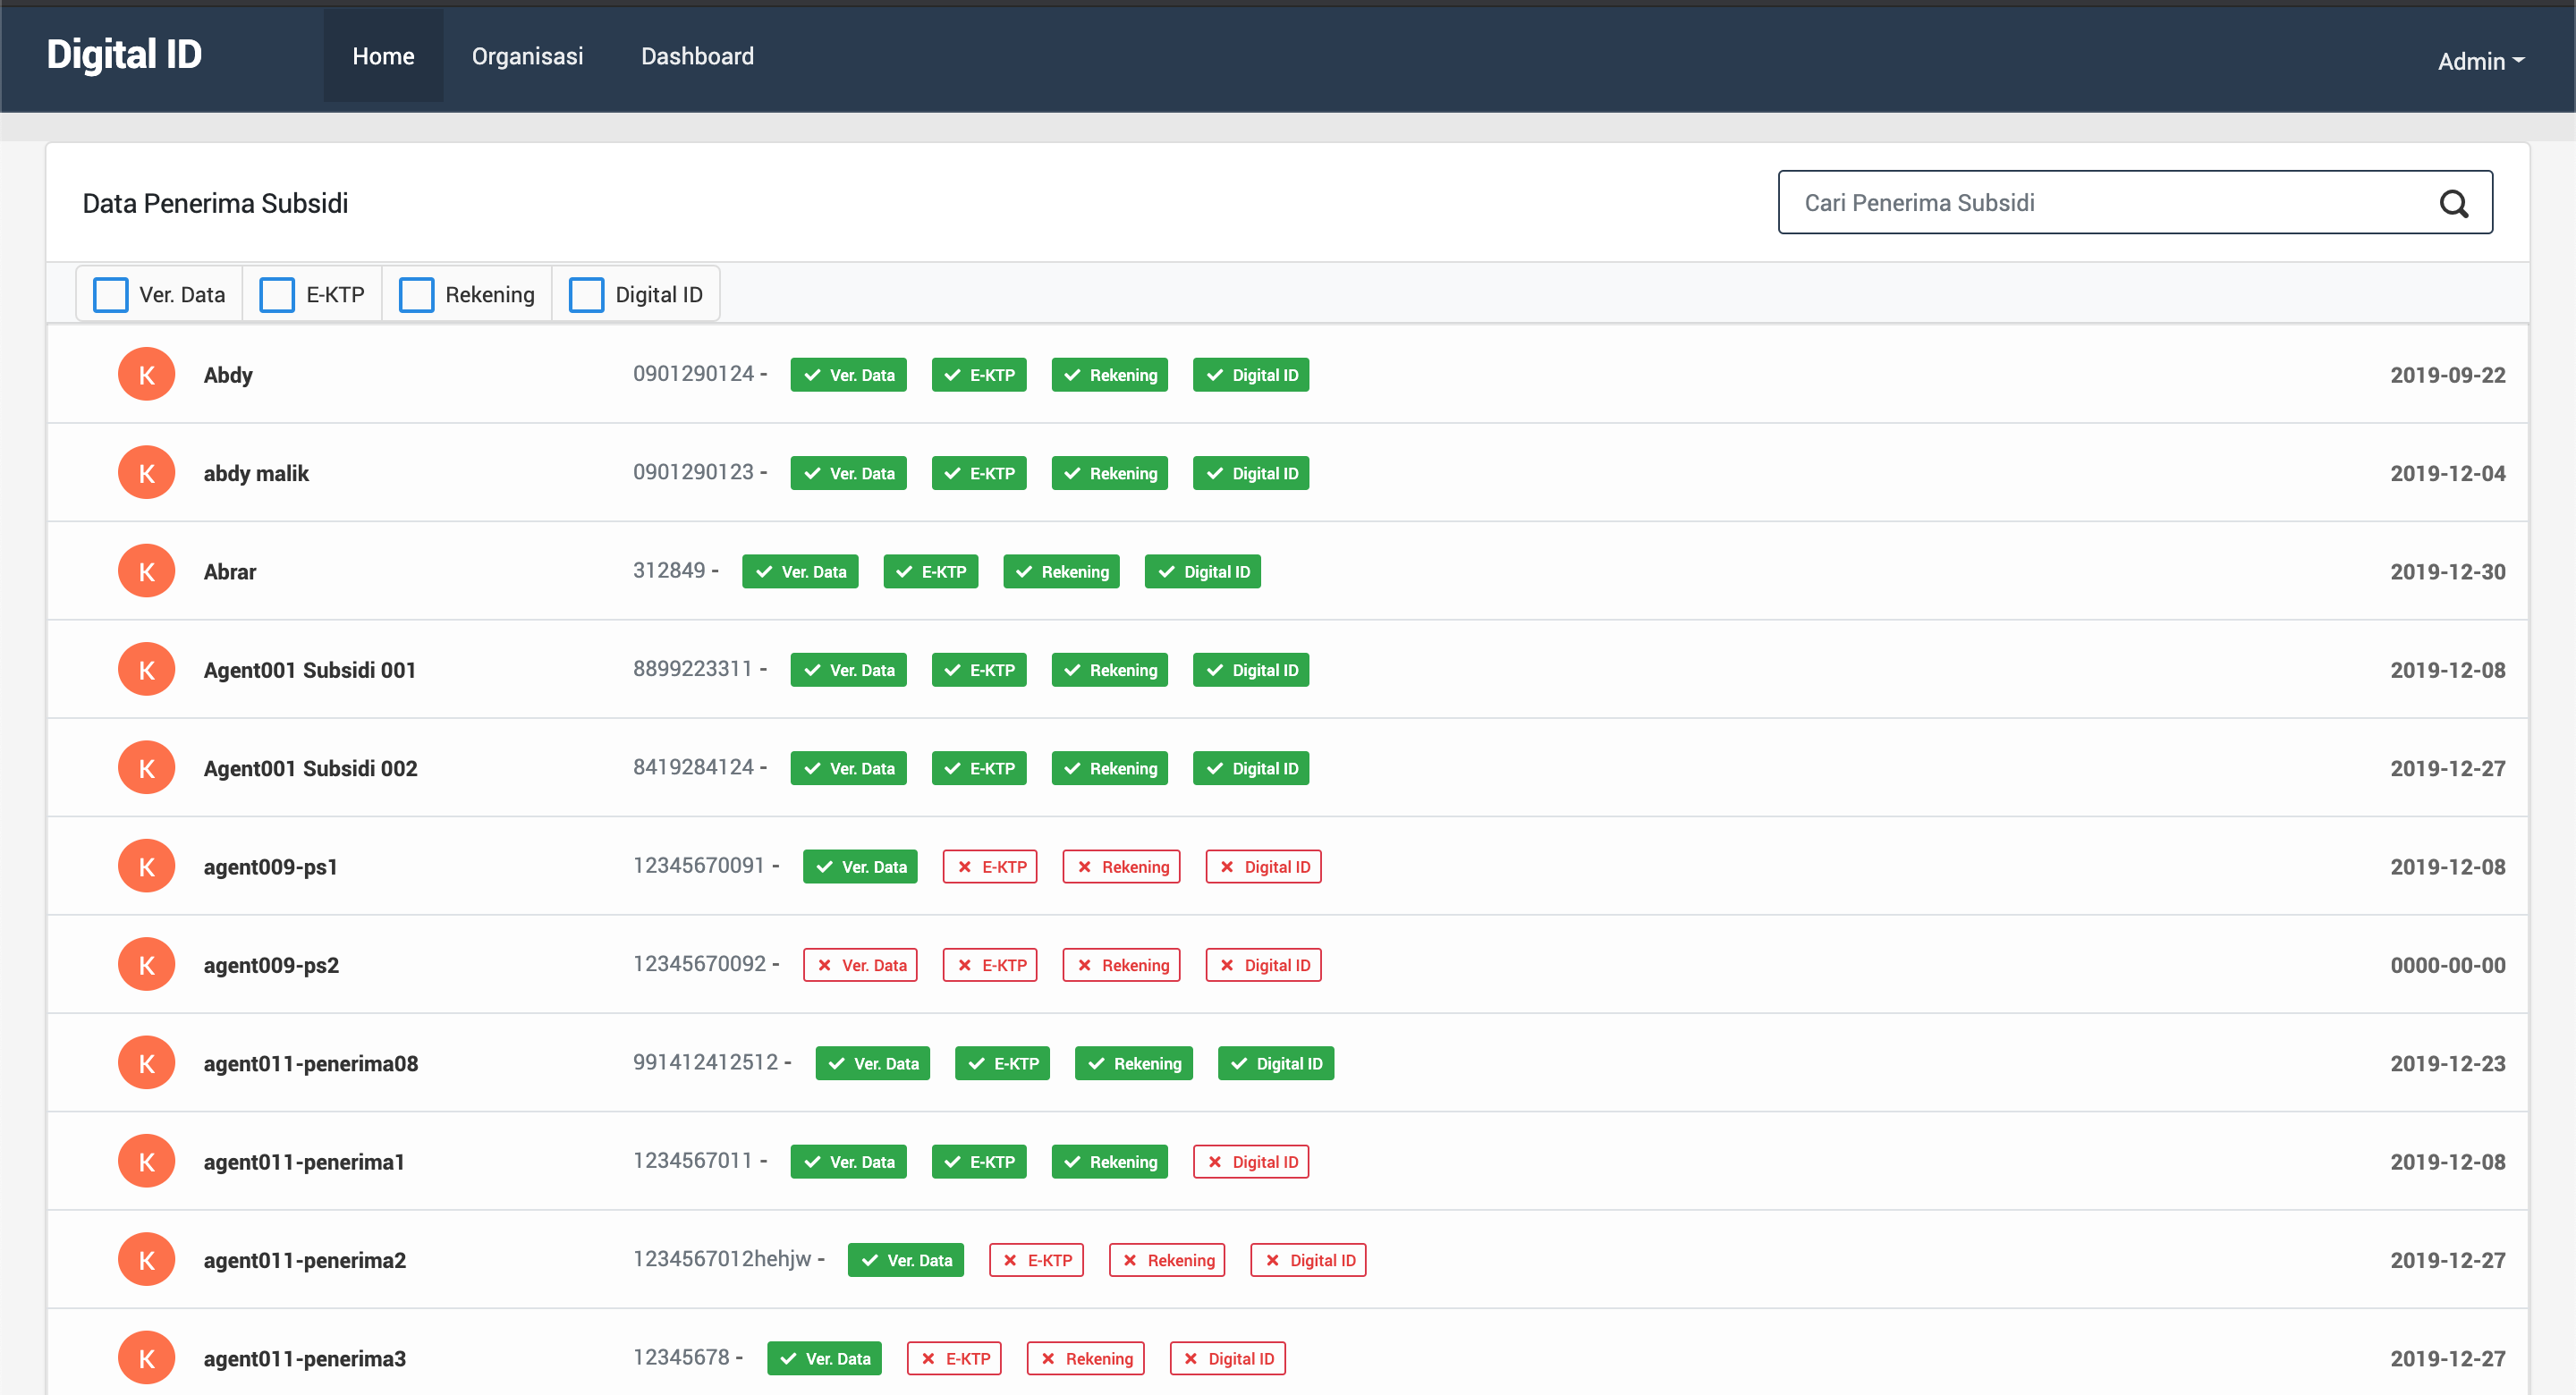 Digital ID Home Organisasi Dashboard Admin
Data Penerima Subsidi Cari Penerima Subsidi
Ver. Data E-KTP Rekening Digital ID
K Abdy 0901290124 - Ver. Data E-KTP Rekening Digital ID 2019-09-22
K abdy malik 0901290123 - Ver. Data E-KTP Rekening Digital ID 2019-12-04
K Abrar 312849 - Ver. Data E-KTP Rekening Digital ID 2019-12-30
K Agent001 Subsidi 001 8899223311 - Ver. Data E-KTP Rekening Digital ID 2019-12-08
K Agent001 Subsidi 002 8419284124 - Ver. Data E-KTP Rekening Digital ID 2019-12-27
K agent009-ps1 12345670091 - Ver. Data E-KTP Rekening Digital ID 2019-12-08
K agent009-ps2 12345670092 - Ver. Data E-KTP Rekening Digital ID 0000-00-00
K agent011-penerima08 991412412512 - Ver. Data E-KTP Rekening Digital ID 2019-12-23
K agent011-penerima1 1234567011 - Ver. Data E-KTP Rekening Digital ID 2019-12-08
K agent011-penerima2 1234567012hehjw - Ver. Data E-KTP Rekening Digital ID 2019-12-27
K agent011-penerima3 12345678 - Ver. Data E-KTP Rekening Digital ID 2019-12-27